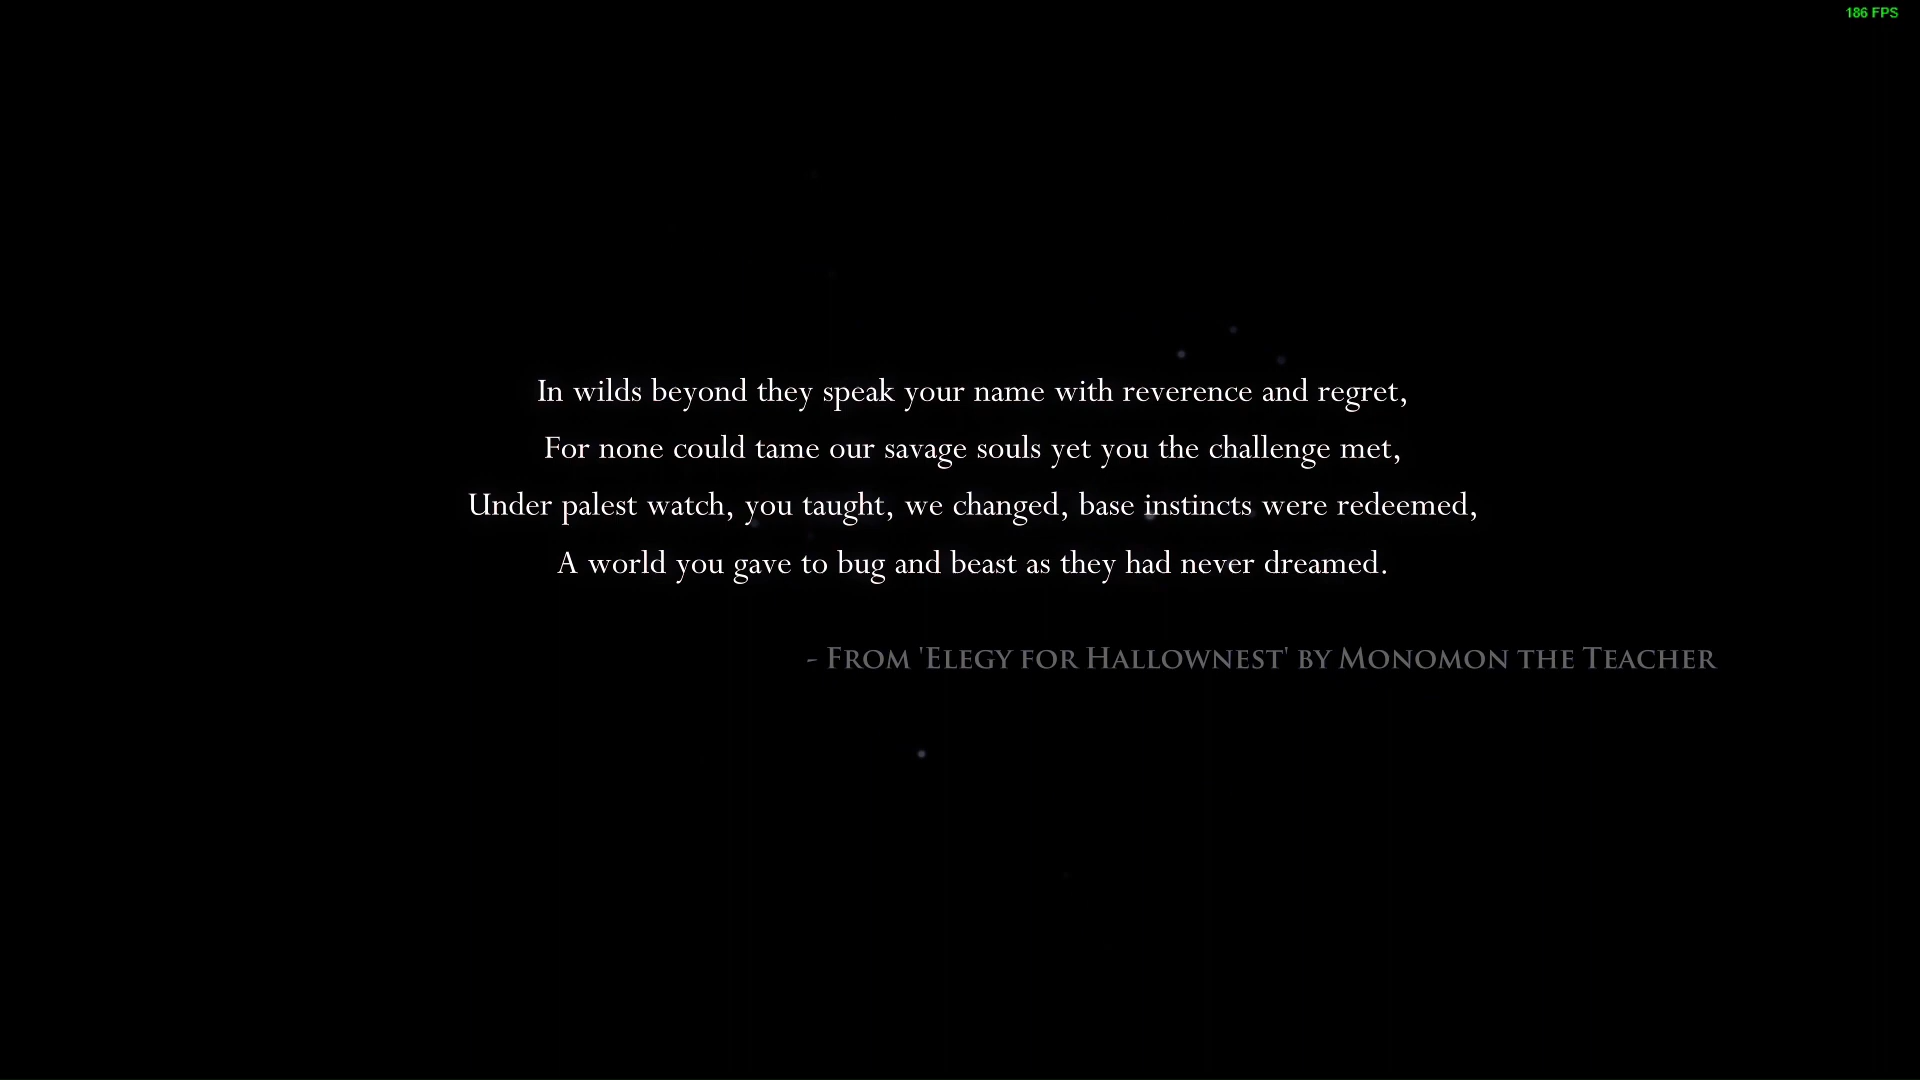 186 FPS
In wilds beyond they speak your name with reverence and regret,
For none could tame our savage souls yet you the challenge met,
Under palest watch, you taught, we changed, base instincts were redeemed,
A world you gave to bug and beast as they had never dreamed.
- From 'Elegy for Hallownest' by Monomon the Teacher